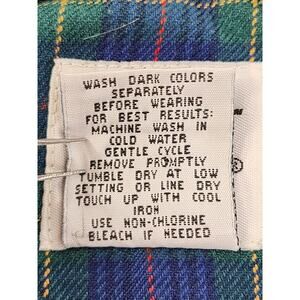 WASH DARK COLORS
SEPARATELY
BEFORE WEARING
FOR BEST RESULTS:
MACHINE WASH IN
COLD WATER
GENTLE CYCLE
REMOVE PROMPTLY
TUMBLE DRY AT LOW
SETTING OR LINE DRY
TOUCH UP WITH COOL
IRON
USE NON-CHLORINE
BLEACH IF NEEDED
®